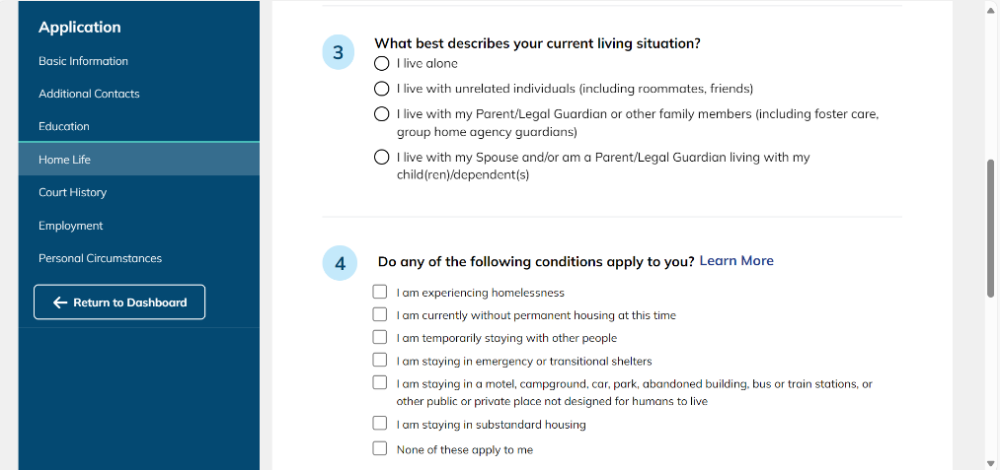 Application
Basic Information
Additional Contacts
Education
Home Life
Court History
Employment
Personal Circumstances
← Return to Dashboard
3
What best describes your current living situation?
I live alone
I live with unrelated individuals (including roommates, friends)
I live with my Parent/Legal Guardian or other family members (including foster care,
group home agency guardians)
I live with my Spouse and/or am a Parent/Legal Guardian living with my
child(ren)/dependent(s)
4
Do any of the following conditions apply to you? Learn More
I am experiencing homelessness
I am currently without permanent housing at this time
I am temporarily staying with other people
I am staying in emergency or transitional shelters
I am staying in a motel, campground, car, park, abandoned building, bus or train stations, or
other public or private place not designed for humans to live
I am staying in substandard housing
None of these apply to me